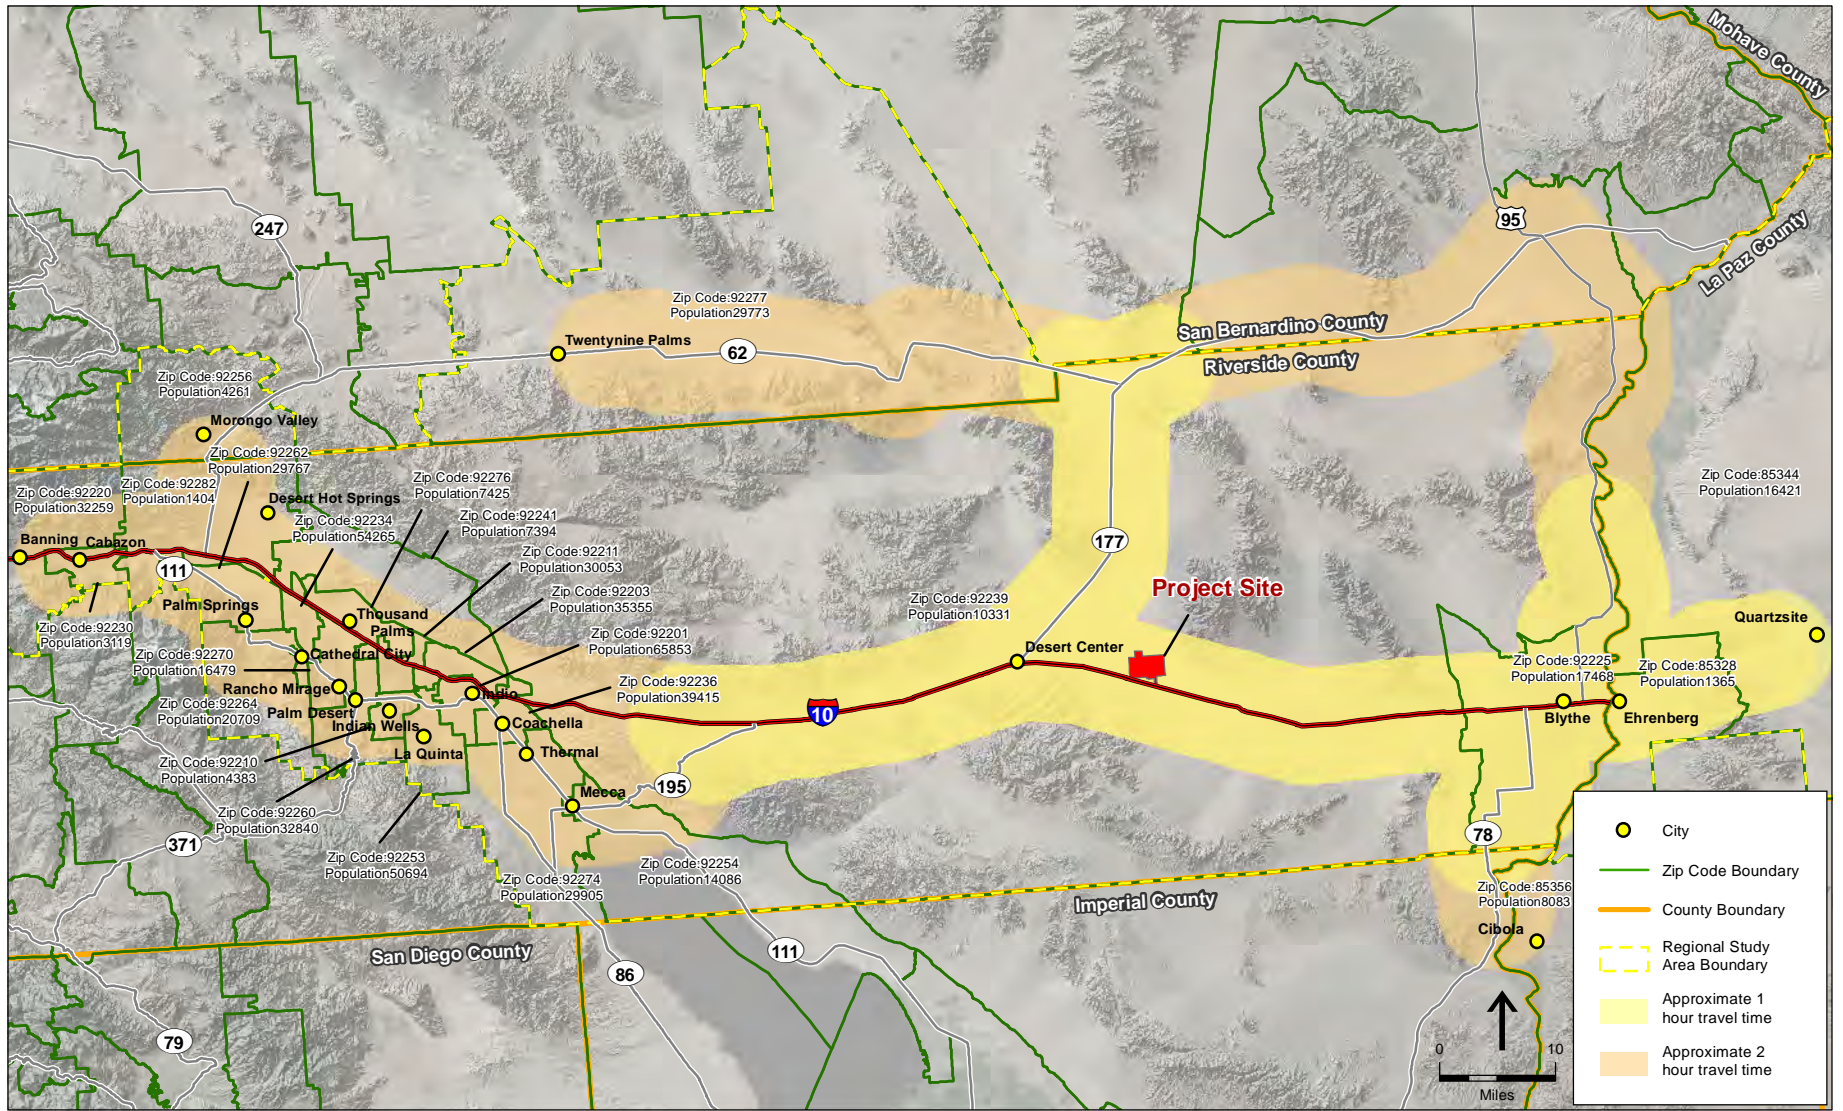 Mohave County
La Paz County
247
95
Zip Code:92277
Population29773
Twentynine Palms
62
San Bernardino County
Riverside County
Zip Code:92256
Population4261
Morongo Valley
Zip Code:92262
Population29767
Zip Code:92282
Population1404
Zip Code:92220
Population32259
Desert Hot Springs
Zip Code:92276
Population7425
Zip Code:92234
Population54265
Zip Code:92241
Population7394
Zip Code:85344
Population16421
Banning
Cabazon
111
Zip Code:92211
Population30053
177
Project Site
Zip Code:92203
Population35355
Zip Code:92239
Population10331
Palm Springs
Thousand
Palms
Quartzsite
Zip Code:92230
Population3119
Zip Code:92201
Population65853
Cathedral City
Desert Center
Zip Code:92270
Population16479
Zip Code:92225
Population17468
Zip Code:85328
Population1365
Rancho Mirage
Zip Code:92236
Population39415
Indio
Zip Code:92264
Population20709
Palm Desert
Indian Wells
Coachella
10
Blythe
Ehrenberg
La Quinta
Thermal
Zip Code:92210
Population4383
195
Mecca
Zip Code:92260
Population32840
371
78
Zip Code:92253
Population50694
Zip Code:92254
Population14086
Zip Code:92274
Population29905
Zip Code:85356
Population8083
Imperial County
Cibola
San Diego County
111
86
79
0
10
Miles
City
Zip Code Boundary
County Boundary
Regional Study
Area Boundary
Approximate 1
hour travel time
Approximate 2
hour travel time